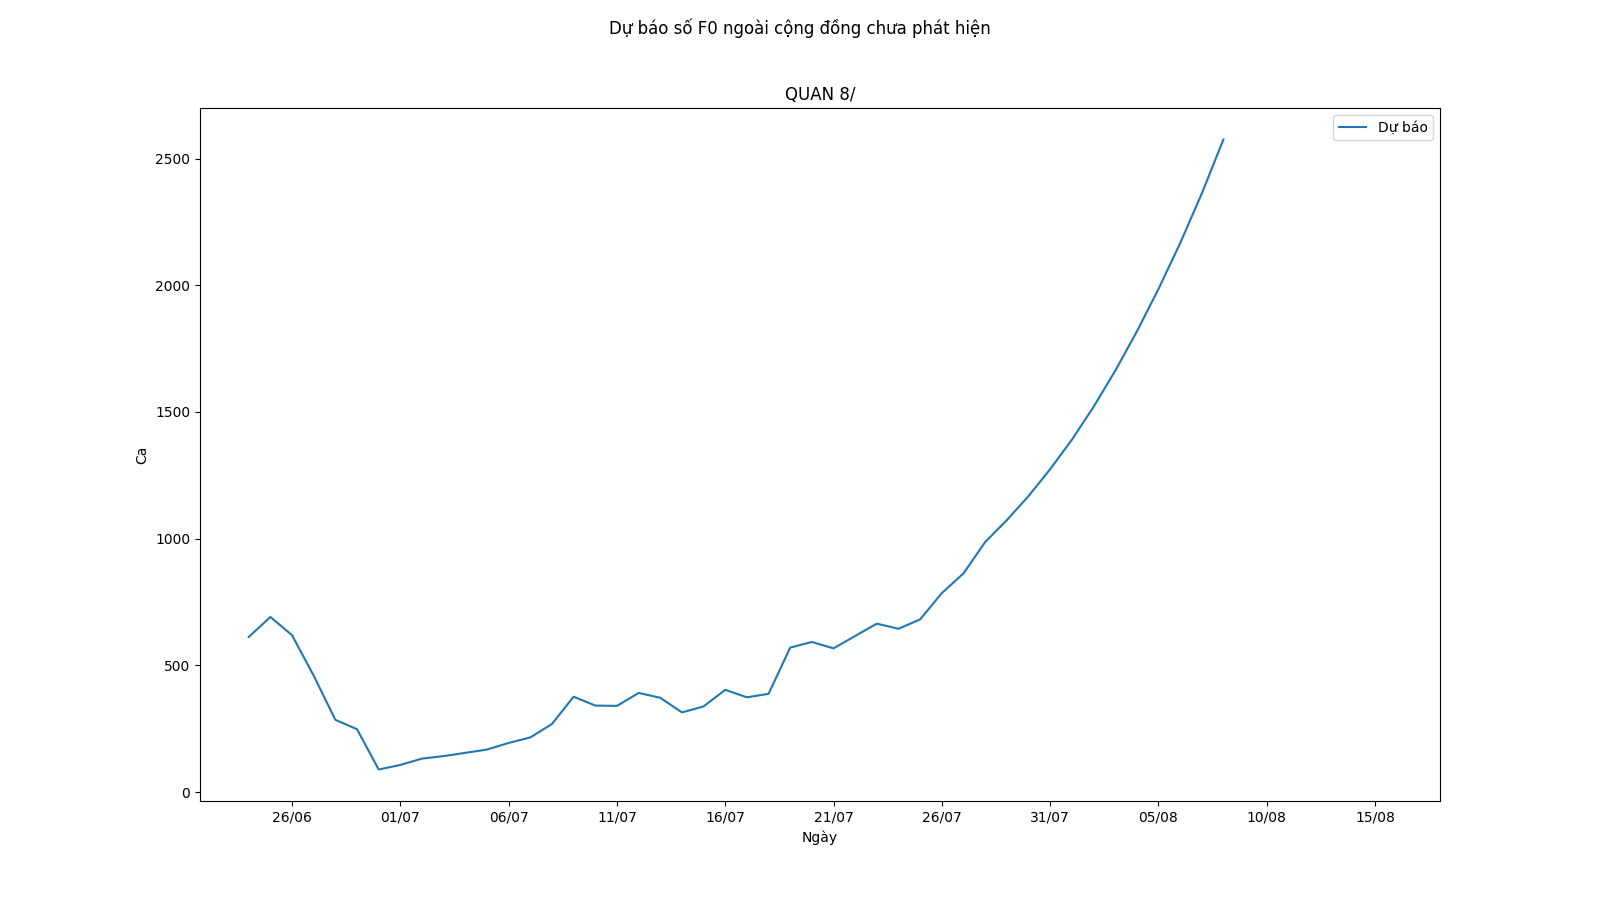 Dự báo số F0 ngoài cộng đồng chưa phát hiện
QUAN 8/
Dự báo
2500
2000
1500
1000
500
0
Ca
26/06 01/07 06/07 11/07 16/07 21/07 26/07 31/07 05/08 10/08 15/08
Ngày